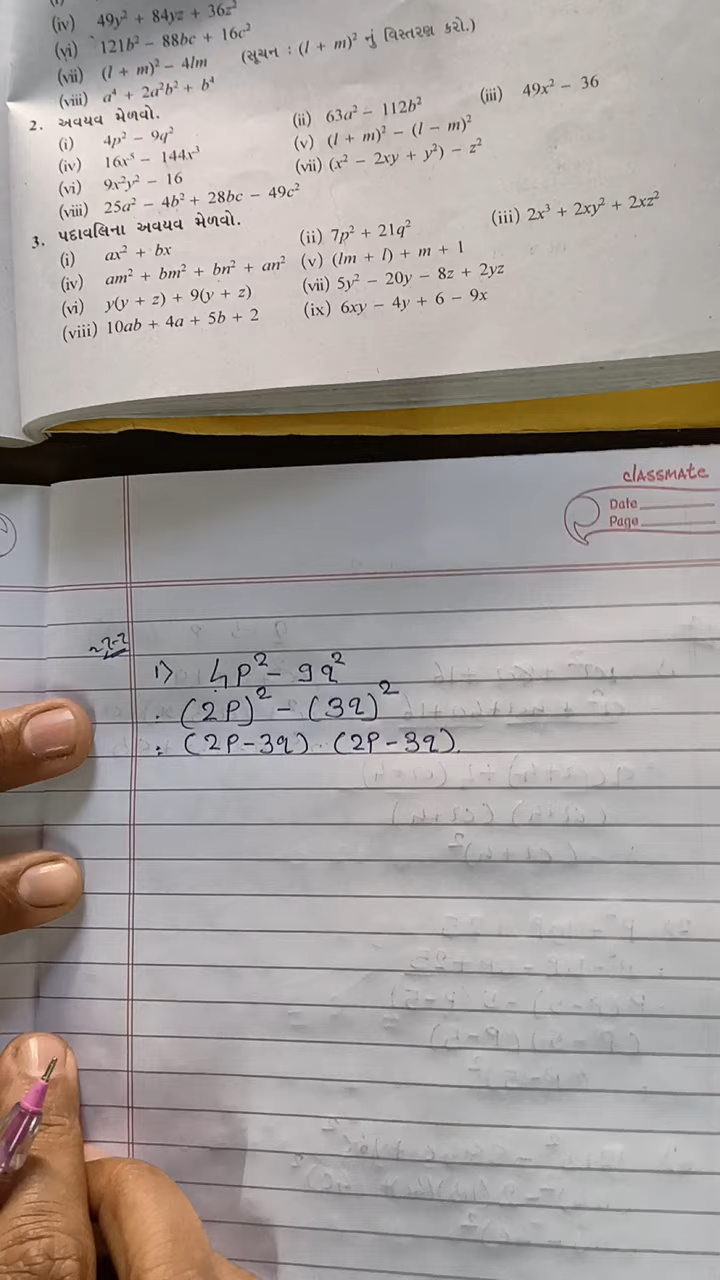 (iv) 49y² + 84yz + 36z²
(vi) 121b² – 88bc + 16c²
(vii) (l + m)² – 4lm (સૂચન : (l + m)² નું વિસ્તરણ કરો.)
(viii) a⁴ + 2a²b² + b⁴
2. અવયવ મેળવો.
(i) 4p² – 9q² (ii) 63a² – 112b² (iii) 49x² – 36
(iv) 16x⁵ – 144x³ (v) (l + m)² – (l – m)²
(vi) 9x²y² – 16 (vii) (x² – 2xy + y²) – z²
(viii) 25a² – 4b² + 28bc – 49c²
3. પદાવલિના અવયવ મેળવો.
(i) ax² + bx (ii) 7p² + 21q² (iii) 2x³ + 2xy² + 2xz²
(iv) am² + bm² + bn² + an² (v) (lm + l) + m + 1
(vi) y(y + z) + 9(y + z) (vii) 5y² – 20y – 8z + 2yz
(viii) 10ab + 4a + 5b + 2 (ix) 6xy – 4y + 6 – 9x
classmate
Date
Page
1) 4p² – 9q²
(2p)² – (3q)²
(2p – 3q) . (2p – 3q).